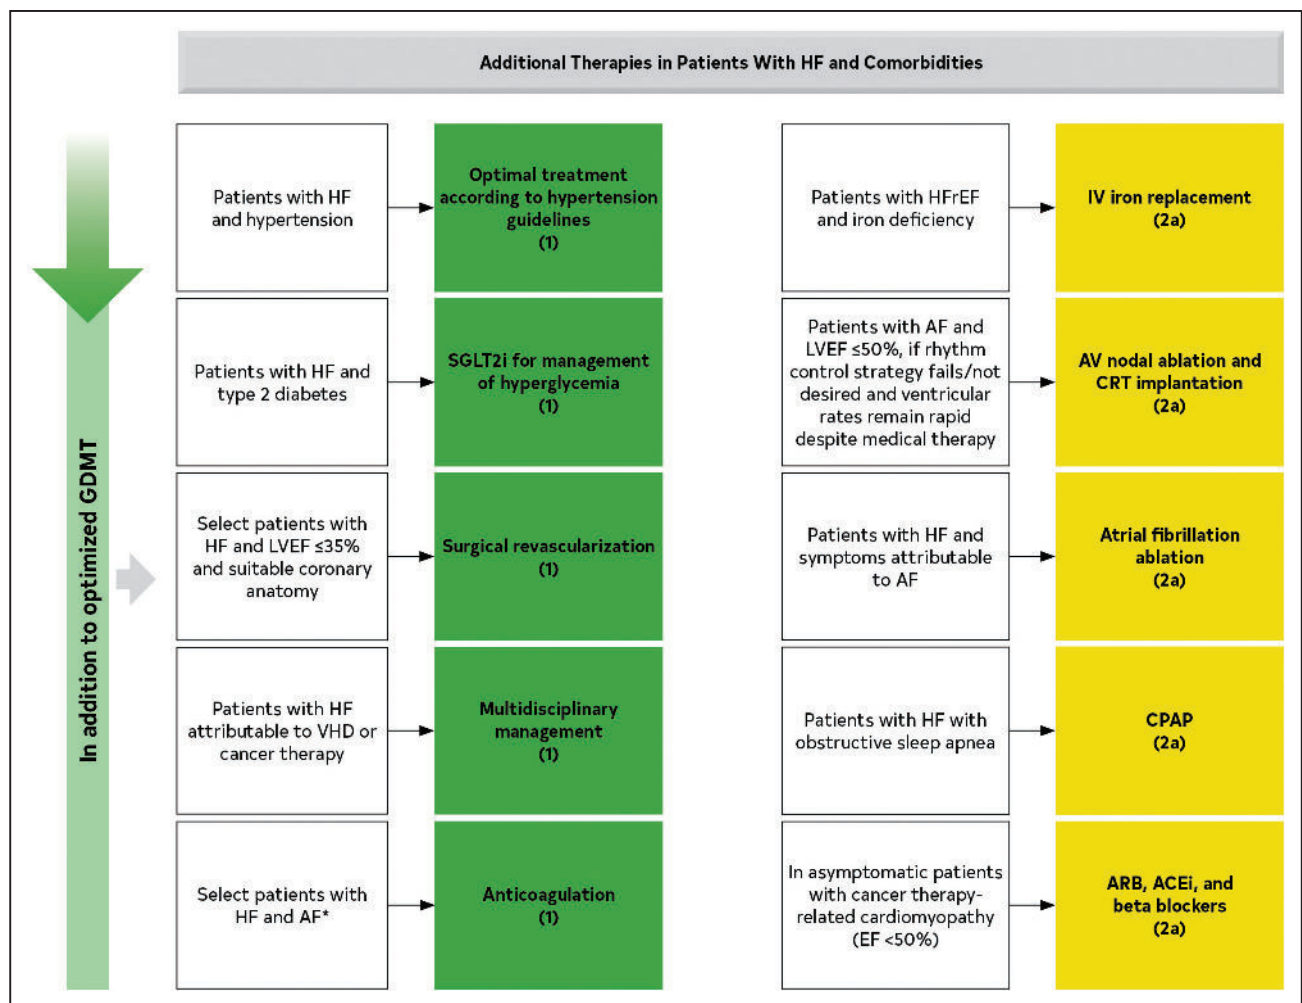 Additional Therapies in Patients With HF and Comorbidities
In addition to optimized GDMT
Patients with HF
and hypertension
Optimal treatment
according to hypertension
guidelines
(1)
Patients with HFrEF
and iron deficiency
IV iron replacement
(2a)
Patients with HF and
type 2 diabetes
SGLT2i for management
of hyperglycemia
(1)
Patients with AF and
LVEF ≤50%, if rhythm
control strategy fails/not
desired and ventricular
rates remain rapid
despite medical therapy
AV nodal ablation and
CRT implantation
(2a)
Select patients with
HF and LVEF ≤35%
and suitable coronary
anatomy
Surgical revascularization
(1)
Patients with HF and
symptoms attributable
to AF
Atrial fibrillation
ablation
(2a)
Patients with HF
attributable to VHD or
cancer therapy
Multidisciplinary
management
(1)
Patients with HF with
obstructive sleep apnea
CPAP
(2a)
Select patients with
HF and AF*
Anticoagulation
(1)
In asymptomatic patients
with cancer therapy-
related cardiomyopathy
(EF <50%)
ARB, ACEi, and
beta blockers
(2a)